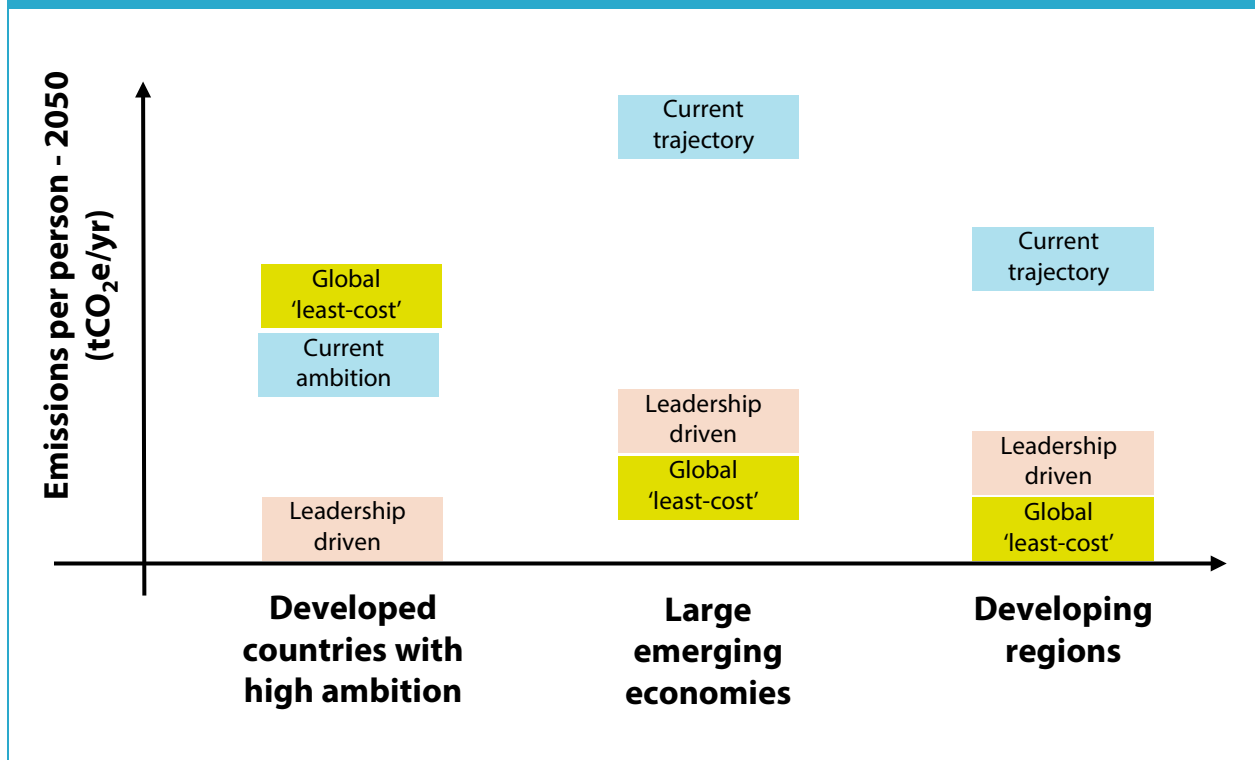 Emissions per person - 2050
(tCO₂e/yr)
Global
‘least-cost’
Current
ambition
Leadership
driven
Developed
countries with
high ambition
Current
trajectory
Leadership
driven
Global
‘least-cost’
Large
emerging
economies
Current
trajectory
Leadership
driven
Global
‘least-cost’
Developing
regions